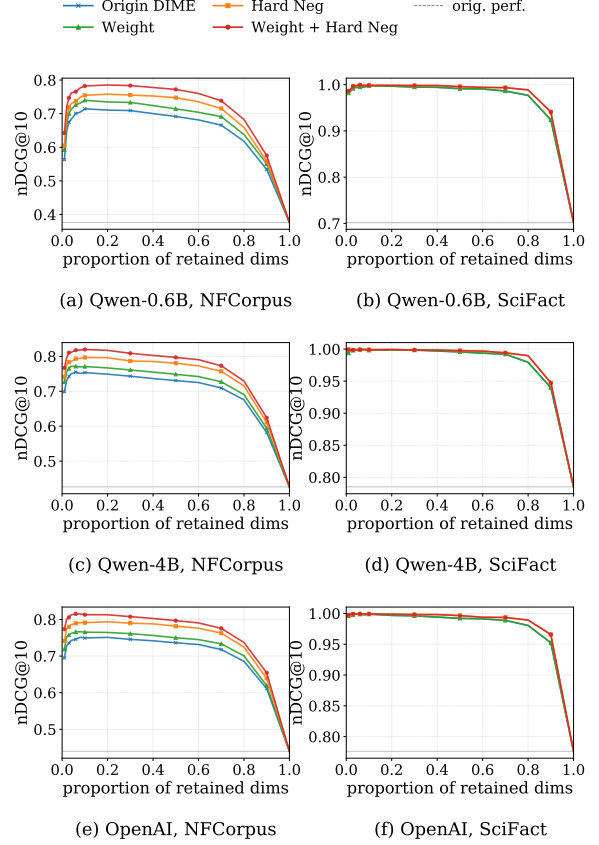 Origin DIME
Hard Neg
orig. perf.
Weight
Weight + Hard Neg
nDCG@10
0.8
0.7
0.6
0.5
0.4
0.0 0.2 0.4 0.6 0.8 1.0
proportion of retained dims
(a) Qwen-0.6B, NFCorpus
nDCG@10
1.0
0.9
0.8
0.7
0.0 0.2 0.4 0.6 0.8 1.0
proportion of retained dims
(b) Qwen-0.6B, SciFact
nDCG@10
0.8
0.7
0.6
0.5
0.0 0.2 0.4 0.6 0.8 1.0
proportion of retained dims
(c) Qwen-4B, NFCorpus
nDCG@10
1.00
0.95
0.90
0.85
0.80
0.0 0.2 0.4 0.6 0.8 1.0
proportion of retained dims
(d) Qwen-4B, SciFact
nDCG@10
0.8
0.7
0.6
0.5
0.0 0.2 0.4 0.6 0.8 1.0
proportion of retained dims
(e) OpenAI, NFCorpus
nDCG@10
1.00
0.95
0.90
0.85
0.80
0.0 0.2 0.4 0.6 0.8 1.0
proportion of retained dims
(f) OpenAI, SciFact